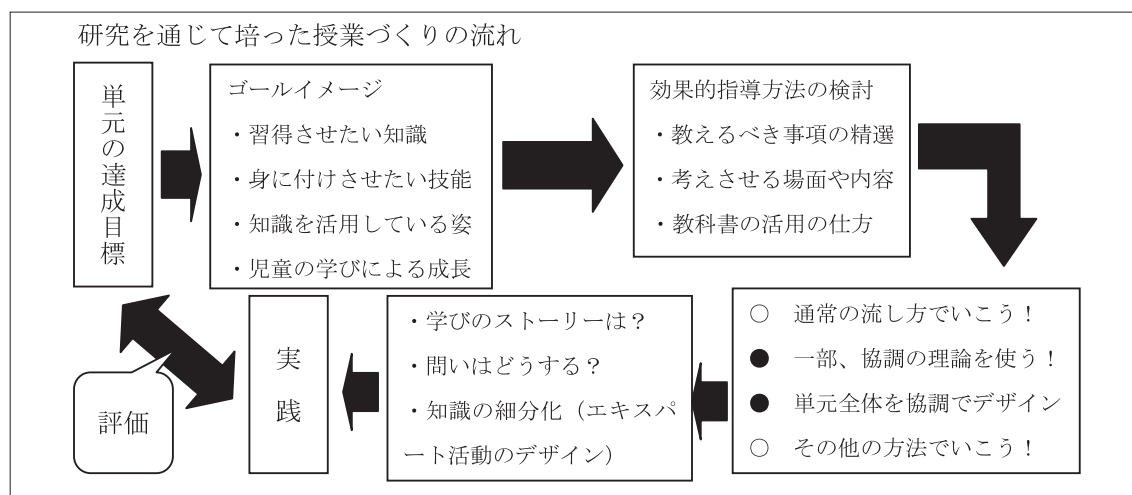 研究を通じて培った授業づくりの流れ
単元の達成目標
ゴールイメージ
・習得させたい知識
・身に付けさせたい技能
・知識を活用している姿
・児童の学びによる成長
効果的指導方法の検討
・教えるべき事項の精選
・考えさせる場面や内容
・教科書の活用の仕方
○　通常の流し方でいこう！
●　一部、協調の理論を使う！
●　単元全体を協調でデザイン
○　その他の方法でいこう！
・学びのストーリーは？
・問いはどうする？
・知識の細分化（エキスパ
ート活動のデザイン）
実践
評価